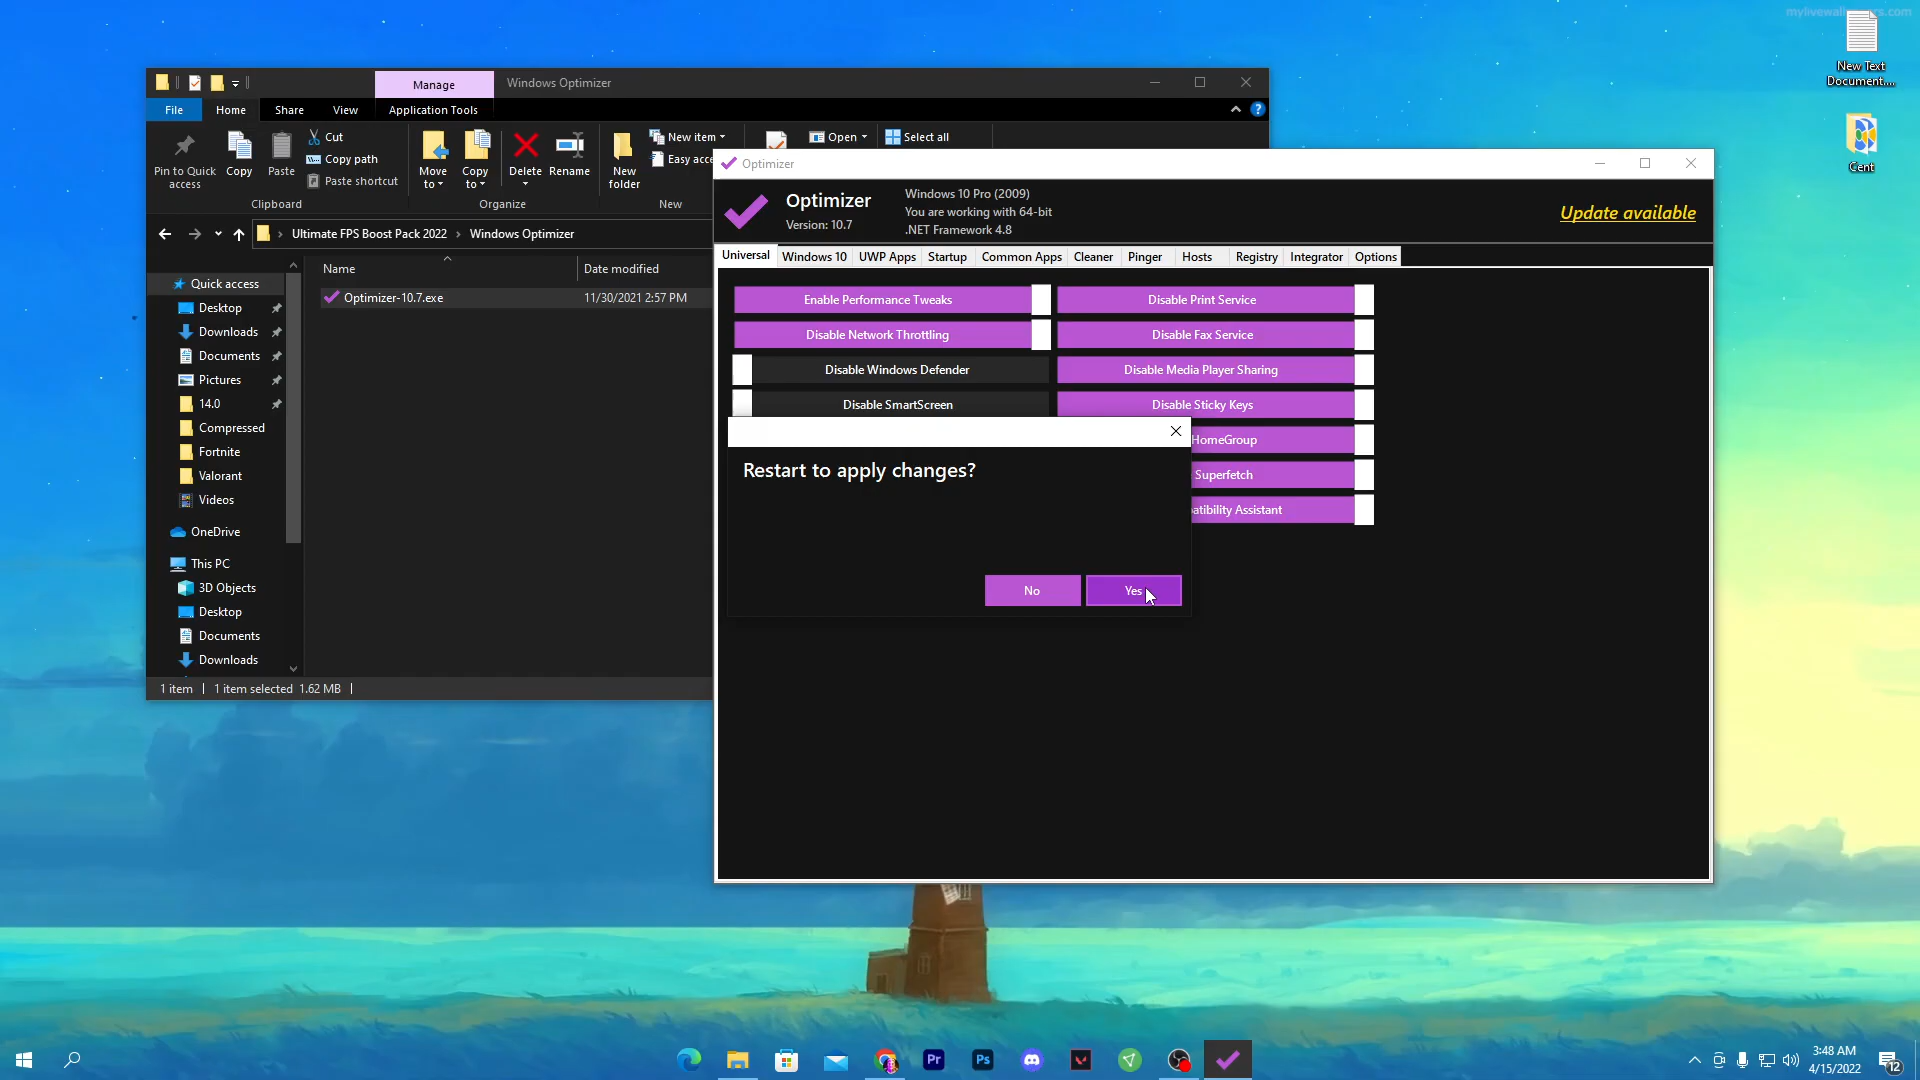 mylivewallpapers.com
New Text
Document....
Cent
Manage
Windows Optimizer
File
Home
Share
View
Application Tools
Pin to Quick
access
Copy
Paste
Cut
Copy path
Paste shortcut
Clipboard
Move
to
Copy
to
Delete
Rename
Organize
New
folder
New item
Easy acce
New
Open
Select all
Ultimate FPS Boost Pack 2022 › Windows Optimizer
Name
Date modified
Optimizer-10.7.exe
11/30/2021 2:57 PM
Quick access
Desktop
Downloads
Documents
Pictures
14.0
Compressed
Fortnite
Valorant
Videos
OneDrive
This PC
3D Objects
Desktop
Documents
Downloads
1 item
1 item selected 1.62 MB
Optimizer
Optimizer
Version: 10.7
Windows 10 Pro (2009)
You are working with 64-bit
.NET Framework 4.8
Update available
Universal
Windows 10
UWP Apps
Startup
Common Apps
Cleaner
Pinger
Hosts
Registry
Integrator
Options
Enable Performance Tweaks
Disable Print Service
Disable Network Throttling
Disable Fax Service
Disable Windows Defender
Disable Media Player Sharing
Disable SmartScreen
Disable Sticky Keys
HomeGroup
Superfetch
atibility Assistant
Restart to apply changes?
No
Yes
Pr
Ps
3:48 AM
4/15/2022
12